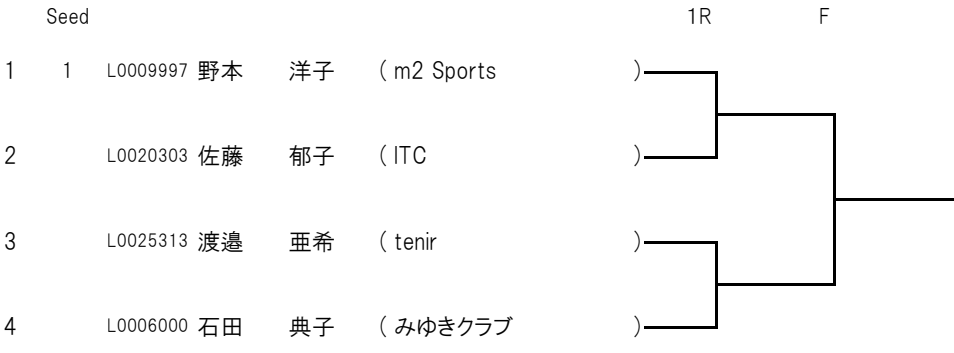 Seed 1R F
1 1 L0009997 野本 洋子 ( m2 Sports )
2 L0020303 佐藤 郁子 ( ITC )
3 L0025313 渡邉 亜希 ( tenir )
4 L0006000 石田 典子 ( みゆきクラブ )